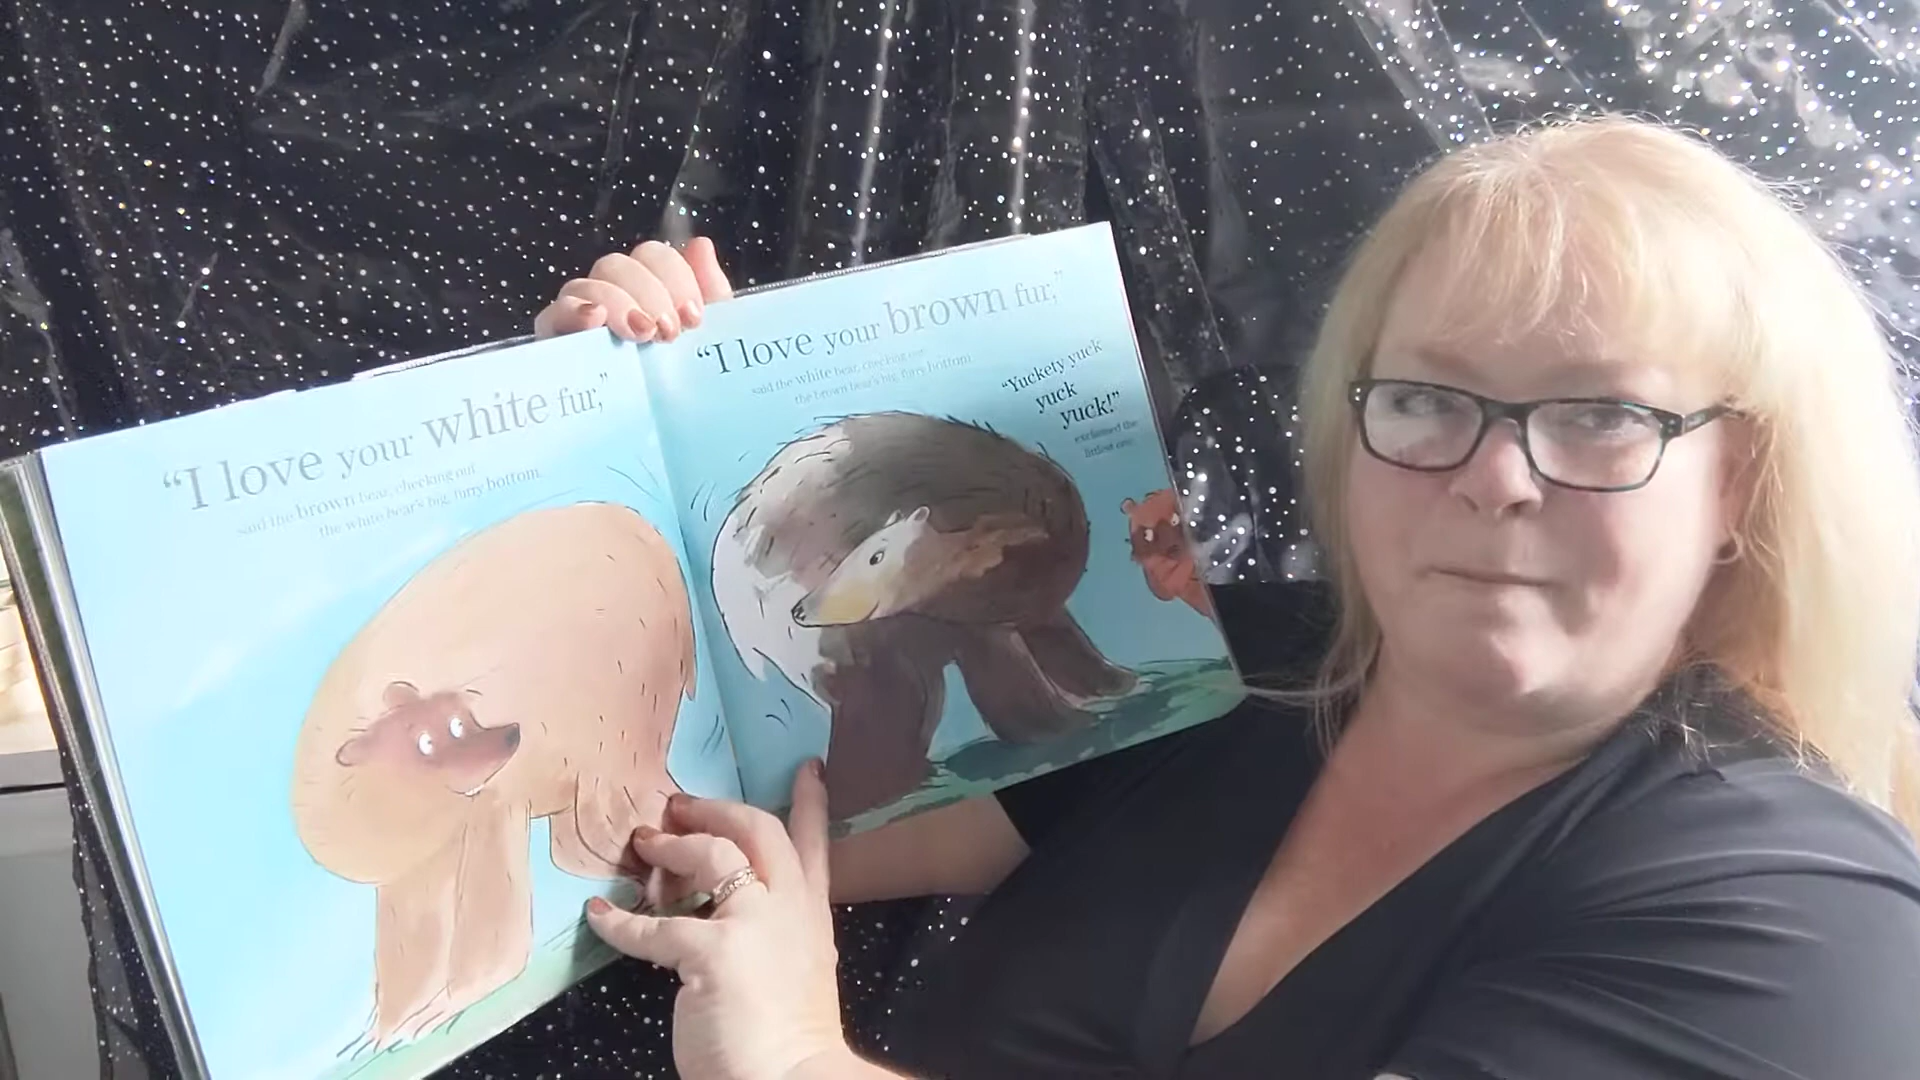 “I love your white fur,”
said the brown bear, checking out
the white bear's big, furry bottom.
“I love your brown fur,”
said the white bear, checking out
the brown bear's big, furry bottom.
“Yuckety yuck
yuck
yuck!”
exclaimed the
littlest one.